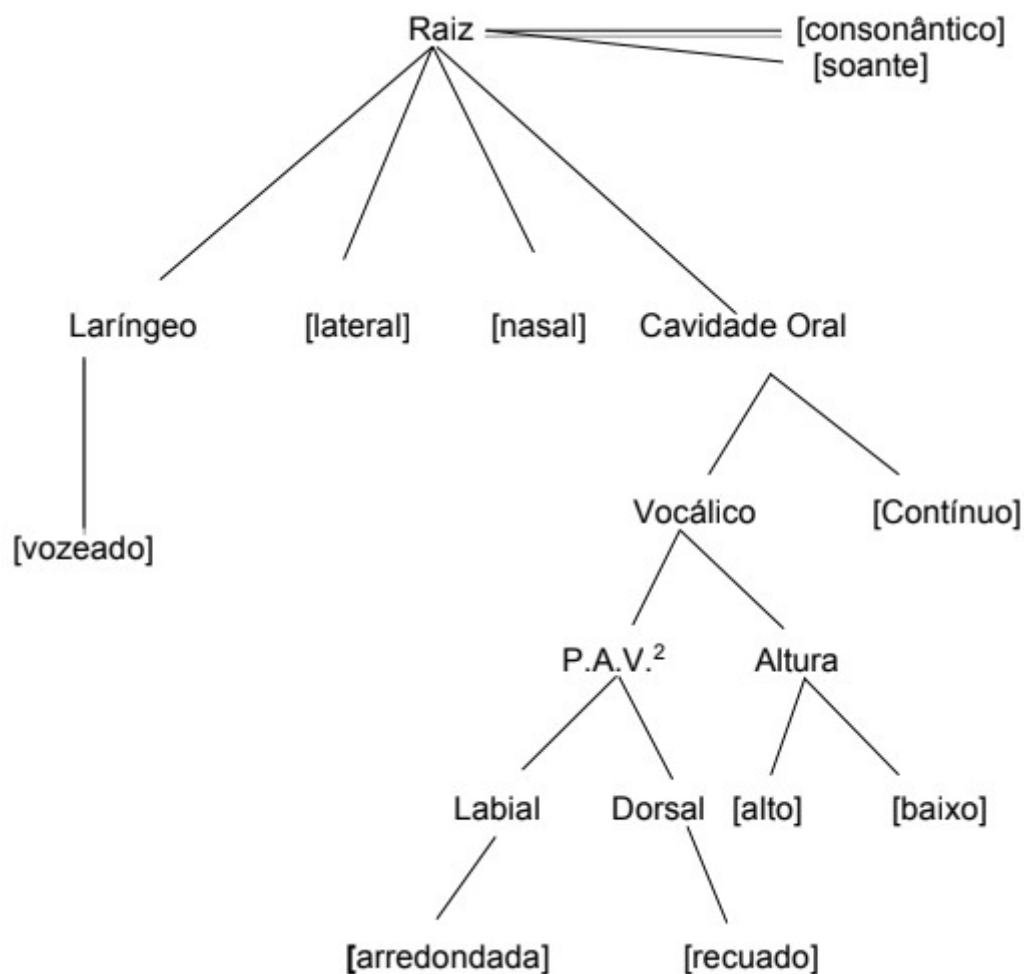 Raiz [consonântico]
[soante]
Laríngeo [lateral] [nasal] Cavidade Oral
Vocálico [Contínuo]
[vozeado]
P.A.V.² Altura
Labial Dorsal [alto] [baixo]
[arredondada] [recuado]